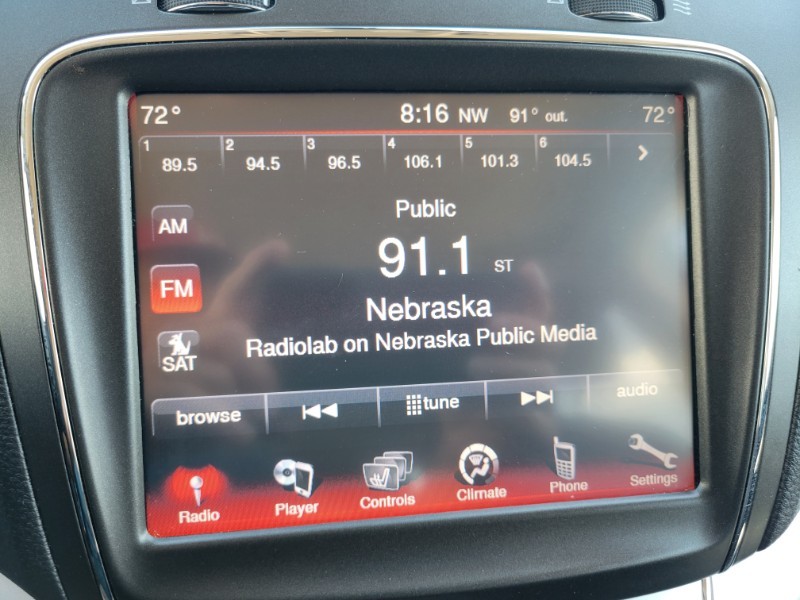 72° 8:16 NW 91° out. 72°
1 2 3 4 5 6
89.5 94.5 96.5 106.1 101.3 104.5
Public
AM
91.1 ST
FM
Nebraska
Radiolab on Nebraska Public Media
SAT
browse tune audio
Radio Player Controls Climate Phone Settings